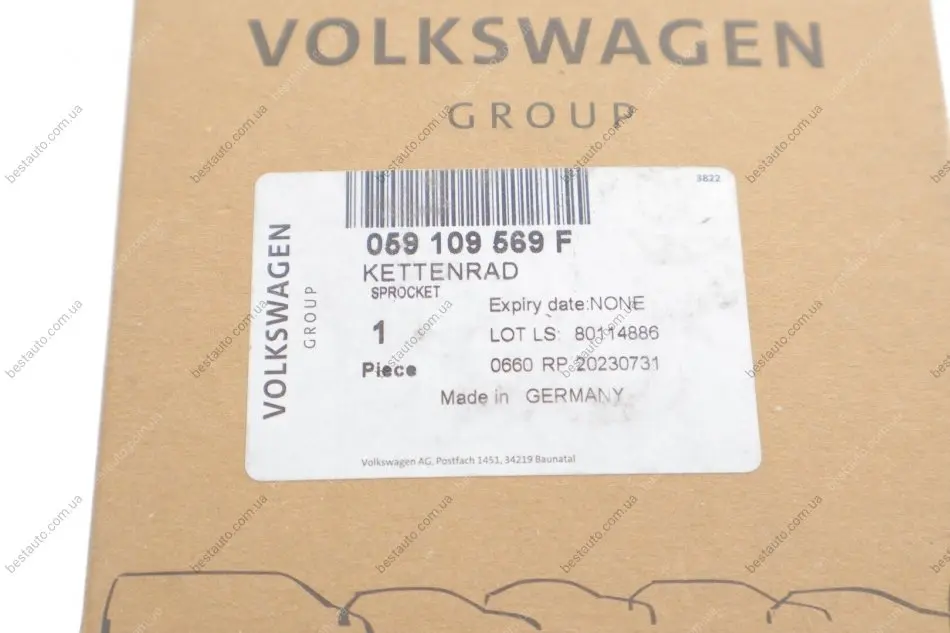 VOLKSWAGEN
GROUP
3822
059 109 569 F
KETTENRAD
SPROCKET
VOLKSWAGEN
GROUP
Expiry date:NONE
1
LOT LS: 80114886
Piece
0660 RP 20230731
Made in GERMANY
Volkswagen AG, Postfach 1451, 34219 Baunatal
bestauto.com.ua